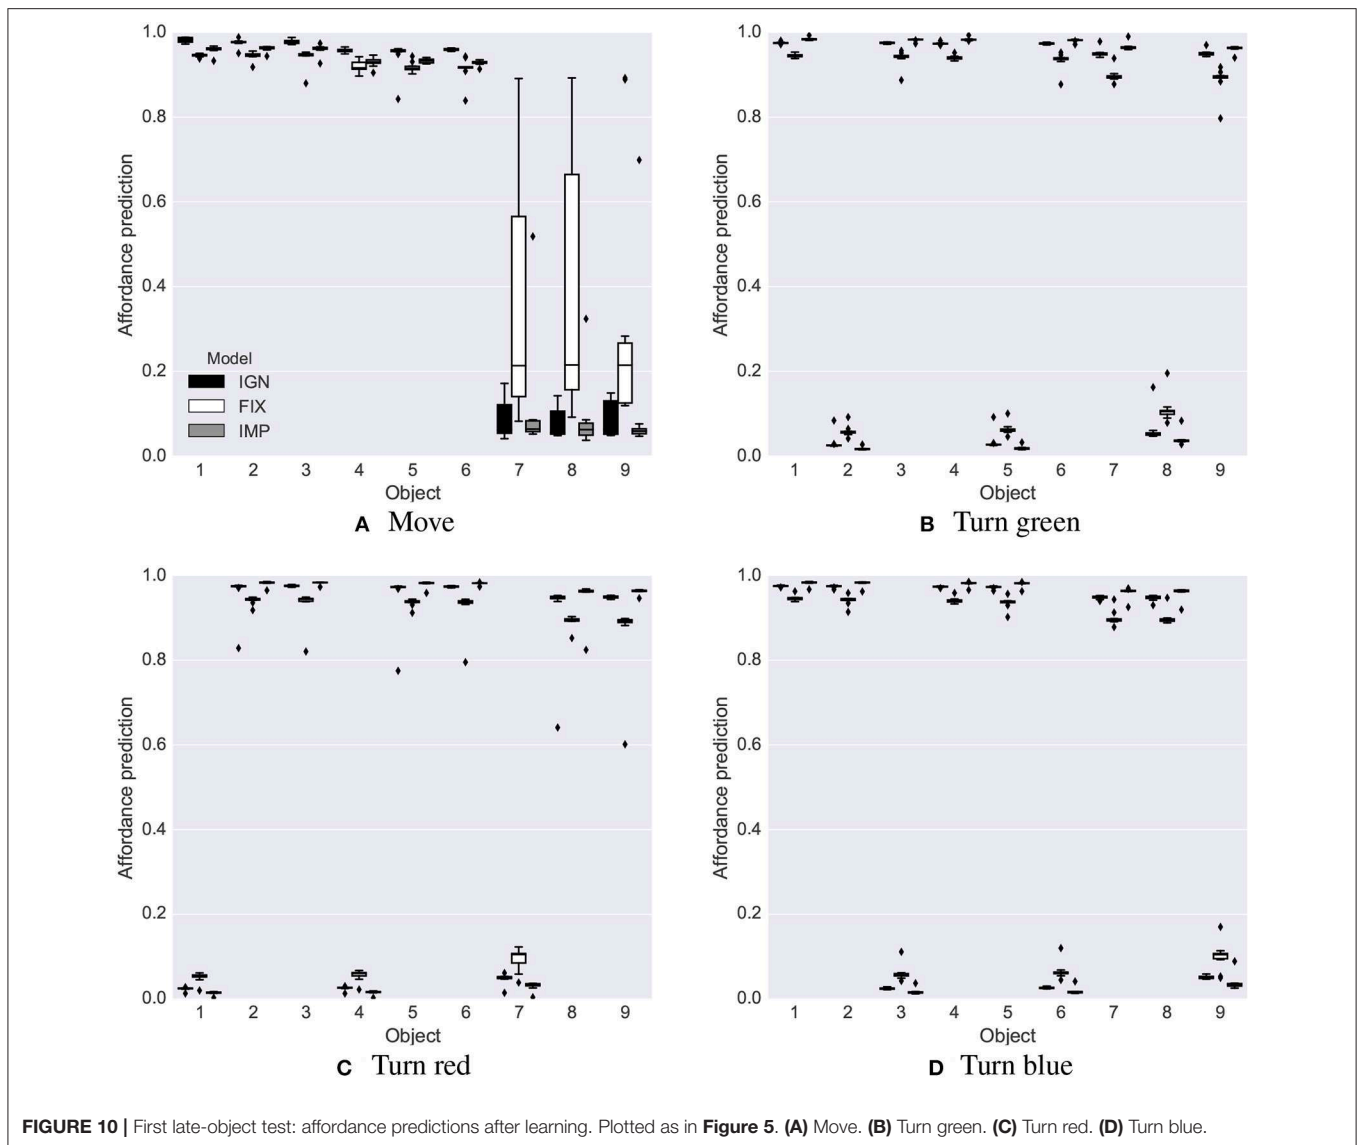 1.0
0.8
0.6
0.4
0.2
0.0
Affordance prediction
Model
IGN
FIX
IMP
1 2 3 4 5 6 7 8 9
Object
A Move
1.0
0.8
0.6
0.4
0.2
0.0
Affordance prediction
1 2 3 4 5 6 7 8 9
Object
B Turn green
1.0
0.8
0.6
0.4
0.2
0.0
Affordance prediction
1 2 3 4 5 6 7 8 9
Object
C Turn red
1.0
0.8
0.6
0.4
0.2
0.0
Affordance prediction
1 2 3 4 5 6 7 8 9
Object
D Turn blue
FIGURE 10 | First late-object test: affordance predictions after learning. Plotted as in Figure 5. (A) Move. (B) Turn green. (C) Turn red. (D) Turn blue.